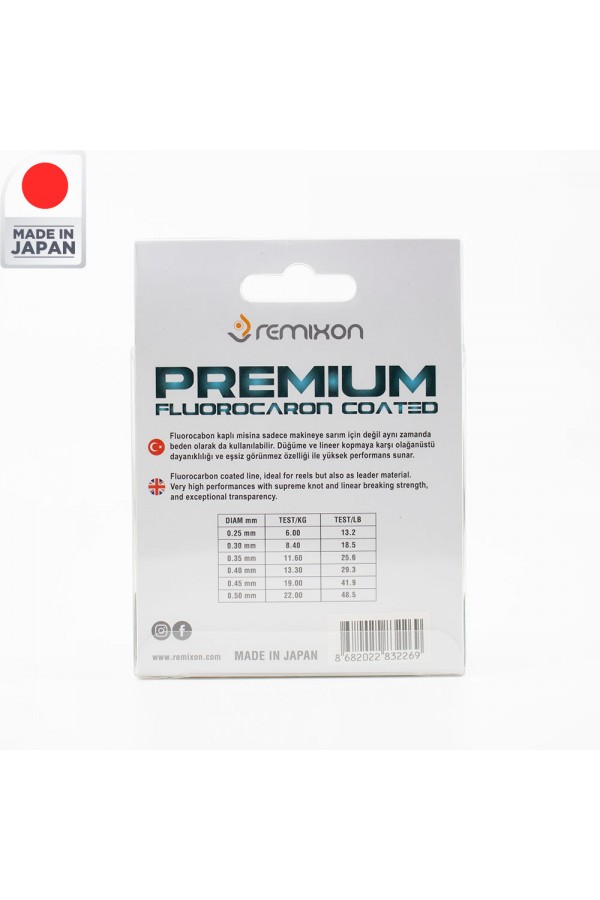 MADE IN
JAPAN
remixon
PREMIUM
FLUOROCARON COATED
Fluorocabon kaplı misina sadece makineye sarım için değil aynı zamanda
beden olarak da kullanılabilir. Düğüme ve lineer kopmaya karşı olağanüstü
dayanıklılığı ve eşsiz görünmez özelliği ile yüksek performans sunar.
Fluorocarbon coated line, ideal for reels but also as leader material.
Very high performances with supreme knot and linear breaking strength,
and exceptional transparency.
DIAM mm TEST/KG TEST/LB
0.25 mm 6.00 13.2
0.30 mm 8.40 18.5
0.35 mm 11.60 25.6
0.40 mm 13.30 29.3
0.45 mm 19.00 41.9
0.50 mm 22.00 48.5
www.remixon.com MADE IN JAPAN
8 682022 832269